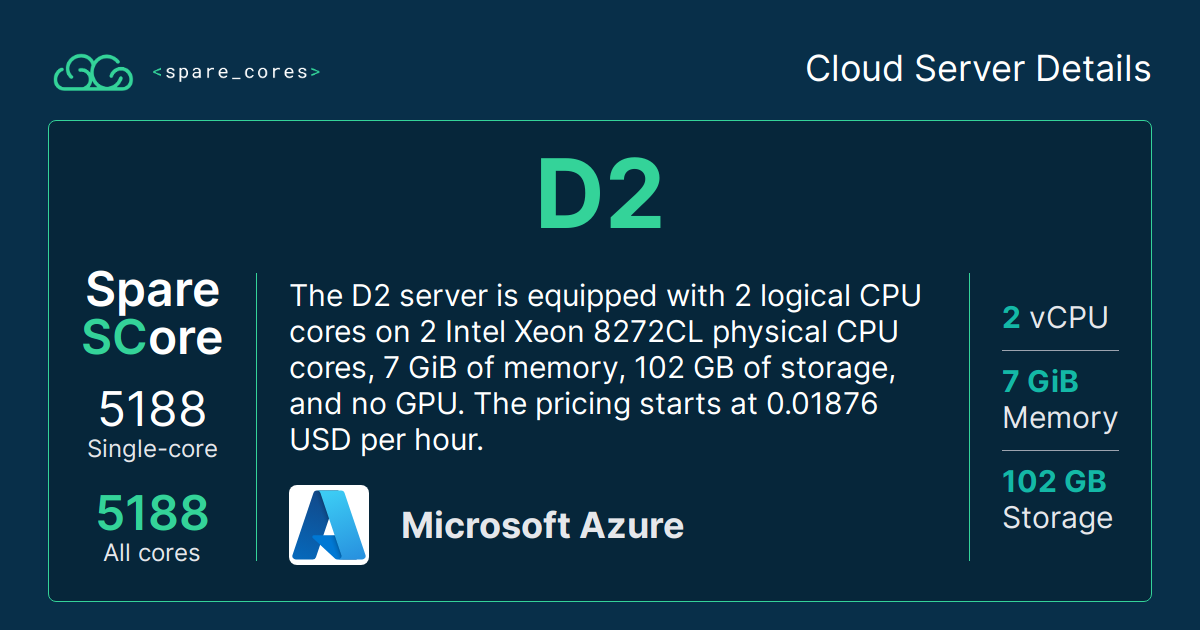 <spare_cores>
Cloud Server Details
D2
Spare
SCore
5188
Single-core
5188
All cores
The D2 server is equipped with 2 logical CPU
cores on 2 Intel Xeon 8272CL physical CPU
cores, 7 GiB of memory, 102 GB of storage,
and no GPU. The pricing starts at 0.01876
USD per hour.
Microsoft Azure
2 vCPU
7 GiB
Memory
102 GB
Storage